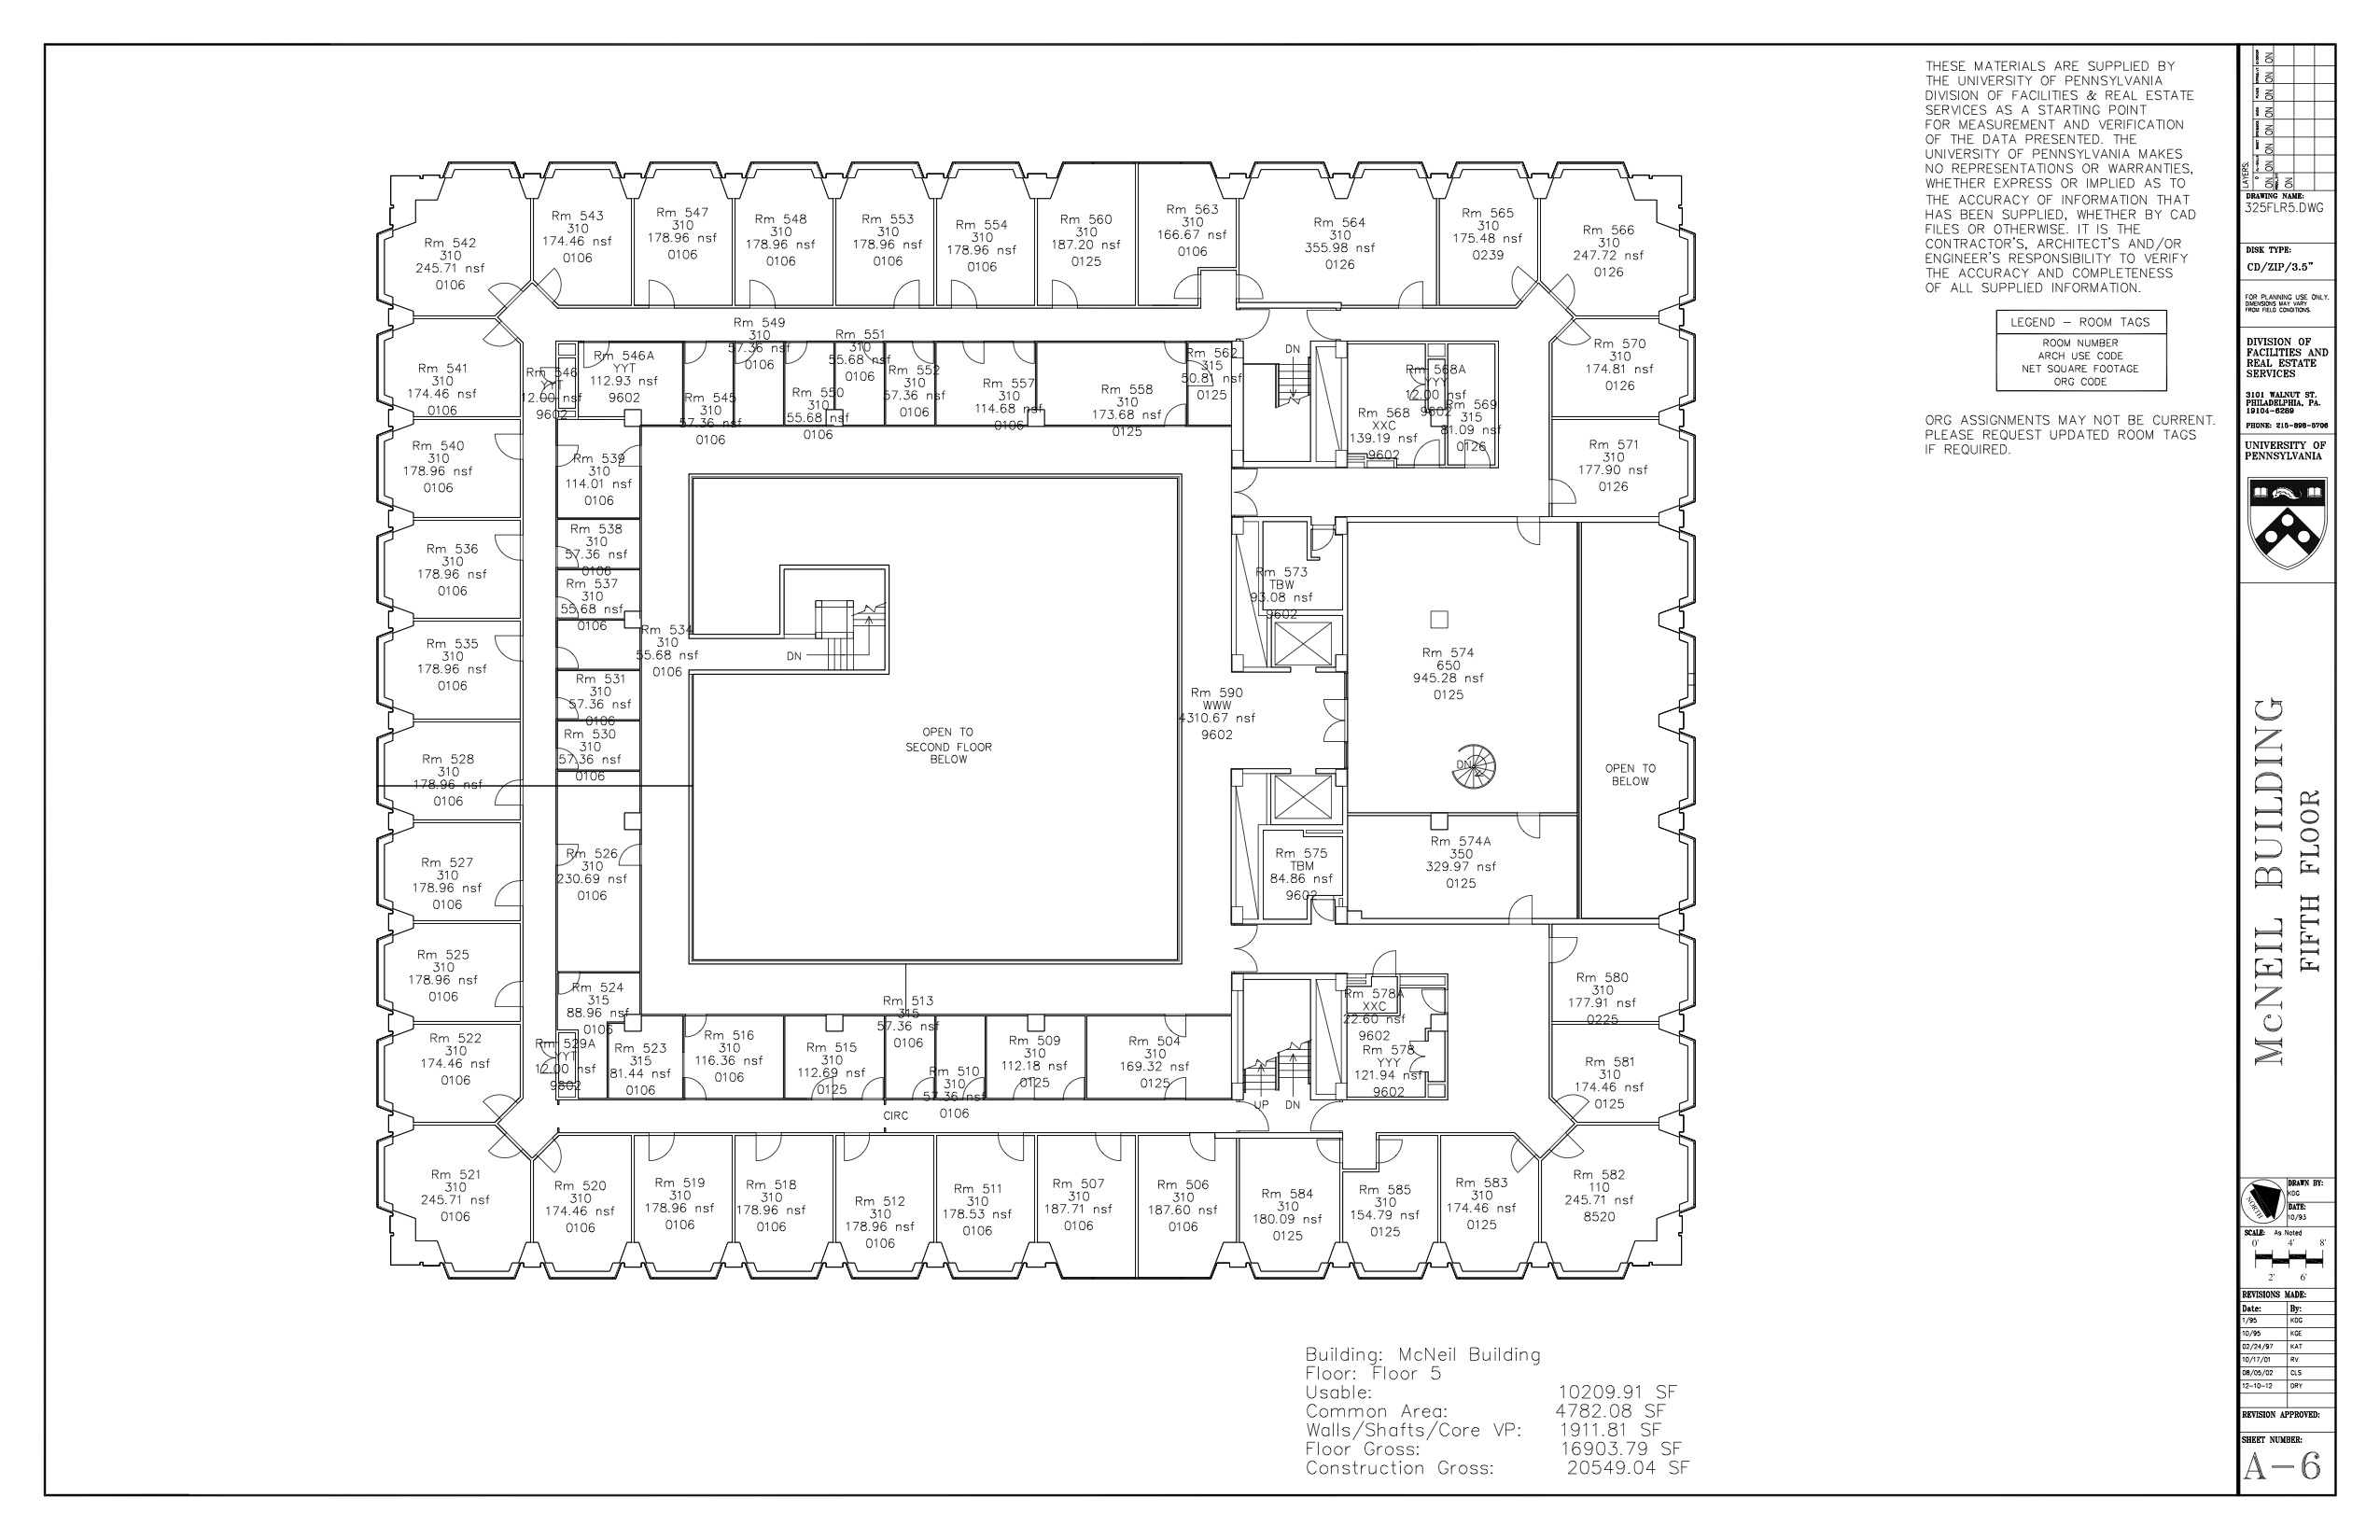 THESE MATERIALS ARE SUPPLIED BY
THE UNIVERSITY OF PENNSYLVANIA
DIVISION OF FACILITIES & REAL ESTATE
SERVICES AS A STARTING POINT
FOR MEASUREMENT AND VERIFICATION
OF THE DATA PRESENTED. THE
UNIVERSITY OF PENNSYLVANIA MAKES
NO REPRESENTATIONS OR WARRANTIES,
WHETHER EXPRESS OR IMPLIED AS TO
THE ACCURACY OF INFORMATION THAT
HAS BEEN SUPPLIED, WHETHER BY CAD
FILES OR OTHERWISE. IT IS THE
CONTRACTOR'S, ARCHITECT'S AND/OR
ENGINEER'S RESPONSIBILITY TO VERIFY
THE ACCURACY AND COMPLETENESS
OF ALL SUPPLIED INFORMATION.
LEGEND – ROOM TAGS
ROOM NUMBER
ARCH USE CODE
NET SQUARE FOOTAGE
ORG CODE
ORG ASSIGNMENTS MAY NOT BE CURRENT.
PLEASE REQUEST UPDATED ROOM TAGS
IF REQUIRED.
Rm 542
310
245.71 nsf
0106
Rm 543
310
174.46 nsf
0106
Rm 547
310
178.96 nsf
0106
Rm 548
310
178.96 nsf
0106
Rm 553
310
178.96 nsf
0106
Rm 554
310
178.96 nsf
0106
Rm 560
310
187.20 nsf
0125
Rm 563
310
166.67 nsf
0106
Rm 564
310
355.98 nsf
0126
Rm 565
310
175.48 nsf
0239
Rm 566
310
247.72 nsf
0126
Rm 541
310
174.46 nsf
0106
Rm 546
YYT
12.00 nsf
9602
Rm 546A
YYT
112.93 nsf
9602
Rm 545
310
57.36 nsf
0106
Rm 549
310
57.36 nsf
0106
Rm 550
310
55.68 nsf
0106
Rm 551
310
55.68 nsf
0106
Rm 552
310
57.36 nsf
0106
Rm 557
310
114.68 nsf
0106
Rm 558
310
173.68 nsf
0125
Rm 562
315
50.81 nsf
0125
DN
Rm 568
XXC
139.19 nsf
9602
Rm 568A
YYY
12.00 nsf
9602
Rm 569
315
81.09 nsf
0126
Rm 570
310
174.81 nsf
0126
Rm 540
310
178.96 nsf
0106
Rm 539
310
114.01 nsf
0106
Rm 571
310
177.90 nsf
0126
Rm 536
310
178.96 nsf
0106
Rm 538
310
57.36 nsf
0106
Rm 537
310
55.68 nsf
0106
Rm 573
TBW
93.08 nsf
9602
Rm 535
310
178.96 nsf
0106
Rm 534
310
55.68 nsf
0106
DN
Rm 574
650
945.28 nsf
0125
Rm 531
310
57.36 nsf
0106
Rm 590
WWW
4310.67 nsf
9602
Rm 528
310
178.96 nsf
0106
Rm 530
310
57.36 nsf
0106
OPEN TO
SECOND FLOOR
BELOW
DN
OPEN TO
BELOW
Rm 527
310
178.96 nsf
0106
Rm 526
310
230.69 nsf
0106
Rm 575
TBM
84.86 nsf
9602
Rm 574A
350
329.97 nsf
0125
Rm 525
310
178.96 nsf
0106
Rm 524
315
88.96 nsf
0106
Rm 513
315
57.36 nsf
0106
Rm 578A
XXC
22.60 nsf
9602
Rm 580
310
177.91 nsf
0225
Rm 522
310
174.46 nsf
0106
Rm 529A
YYT
12.00 nsf
9602
Rm 523
315
81.44 nsf
0106
Rm 516
310
116.36 nsf
0106
Rm 515
310
112.69 nsf
0125
Rm 510
310
57.36 nsf
0106
Rm 509
310
112.18 nsf
0125
Rm 504
310
169.32 nsf
0125
UP
DN
Rm 578
YYY
121.94 nsf
9602
Rm 581
310
174.46 nsf
0125
CIRC
Rm 521
310
245.71 nsf
0106
Rm 520
310
174.46 nsf
0106
Rm 519
310
178.96 nsf
0106
Rm 518
310
178.96 nsf
0106
Rm 512
310
178.96 nsf
0106
Rm 511
310
178.53 nsf
0106
Rm 507
310
187.71 nsf
0106
Rm 506
310
187.60 nsf
0106
Rm 584
310
180.09 nsf
0125
Rm 585
310
154.79 nsf
0125
Rm 583
310
174.46 nsf
0125
Rm 582
110
245.71 nsf
8520
Building: McNeil Building
Floor: Floor 5
Usable: 10209.91 SF
Common Area: 4782.08 SF
Walls/Shafts/Core VP: 1911.81 SF
Floor Gross: 16903.79 SF
Construction Gross: 20549.04 SF
LAYERS:
ON ON ON ON ON ON
ON
DRAWING NAME:
325FLR5.DWG
DISK TYPE:
CD/ZIP/3.5"
FOR PLANNING USE ONLY.
DIMENSIONS MAY VARY
FROM FIELD CONDITIONS.
DIVISION OF
FACILITIES AND
REAL ESTATE
SERVICES
3101 WALNUT ST.
PHILADELPHIA, PA.
19104-6289
PHONE: 215-898-5706
UNIVERSITY OF
PENNSYLVANIA
McNEIL BUILDING
FIFTH FLOOR
NORTH
DRAWN BY:
KDG
DATE:
10/93
SCALE: As Noted
0' 4' 8'
2' 6'
REVISIONS MADE:
Date: By:
1/95 KDG
10/95 KGE
02/24/97 KAT
10/17/01 RV
08/05/02 CLS
12-10-12 ORY
REVISION APPROVED:
SHEET NUMBER:
A-6